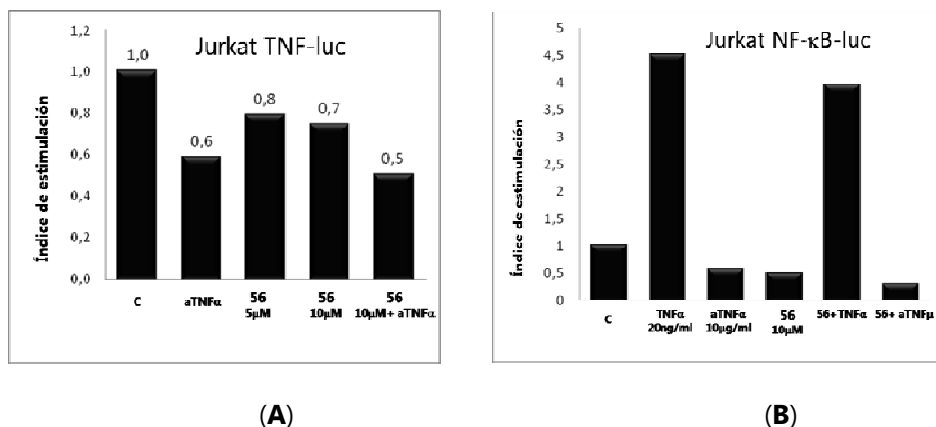 Jurkat TNF-luc
Índice de estimulación
1,2
1,0
0,8
0,6
0,4
0,2
0,0
1,0
0,6
0,8
0,7
0,5
C
aTNFα
56
5μM
56
10μM
56
10μM+ aTNFα
(A)
Jurkat NF-κB-luc
Índice de estimulación
5
4,5
4
3,5
3
2,5
2
1,5
1
0,5
0
C
TNFα
20ng/ml
aTNFα
10μg/ml
56
10μM
56+TNFα
56+ aTNFμ
(B)